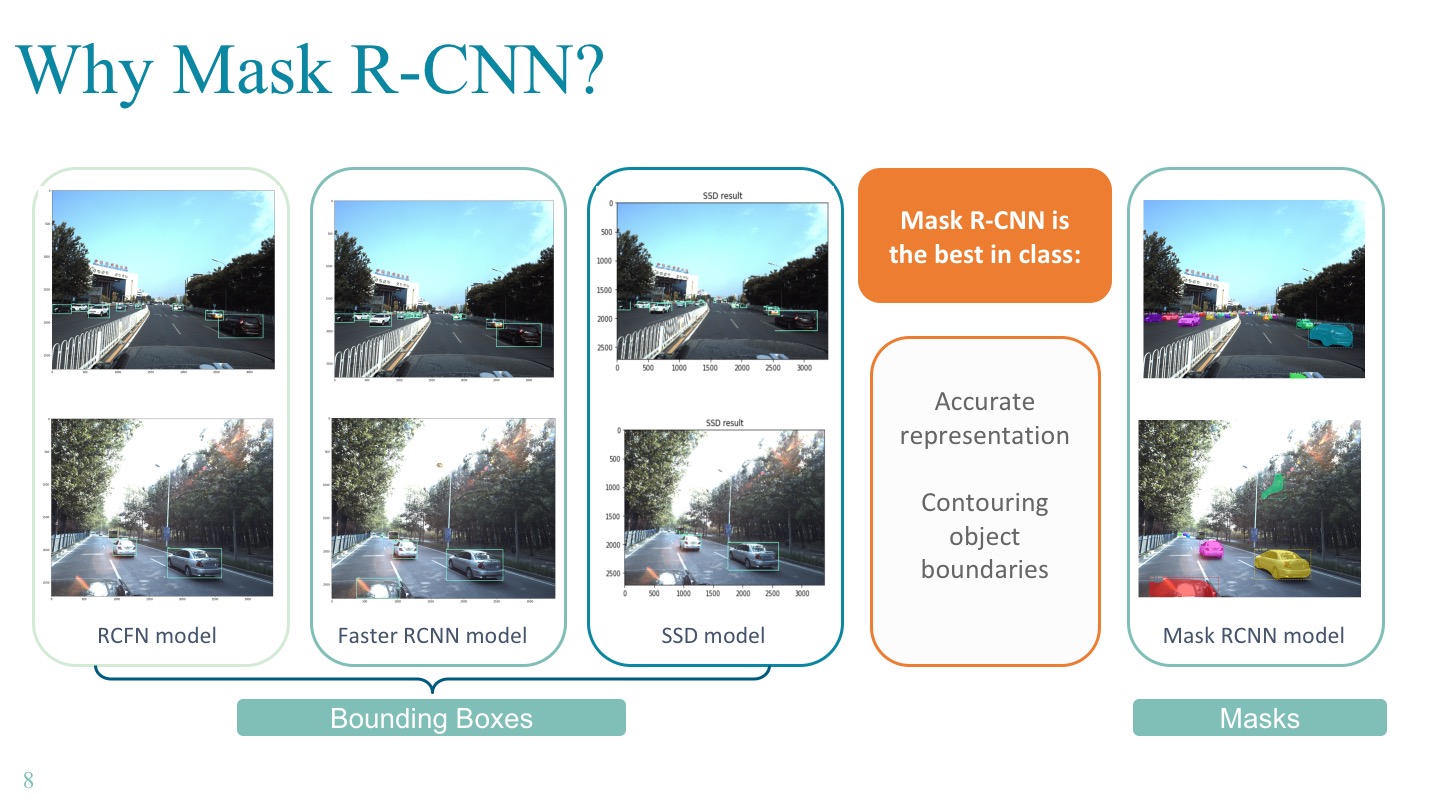 Why Mask R-CNN?
SSD result
0
500
1000
1500
2000
2500
0 500 1000 1500 2000 2500 3000
SSD result
0
500
1000
1500
2000
2500
0 500 1000 1500 2000 2500 3000
RCFN model
Faster RCNN model
SSD model
Mask R-CNN is
the best in class:
Accurate
representation
Contouring
object
boundaries
Mask RCNN model
Bounding Boxes
Masks
8